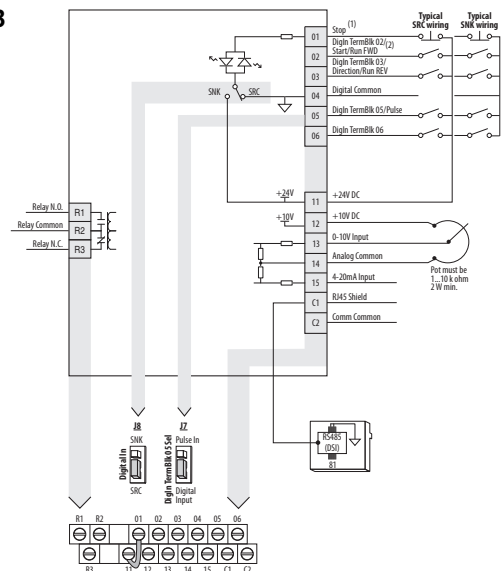 3
Typical
SRC wiring
Typical
SNK wiring
01
Stop (1)
02
DigIn TermBlk 02/ (2)
Start/Run FWD
03
DigIn TermBlk 03/
Direction/Run REV
04
Digital Common
05
DigIn TermBlk 05/Pulse
06
DigIn TermBlk 06
SNK
SRC
+24V
11
+24V DC
+10V
12
+10V DC
13
0-10V Input
14
Analog Common
15
4-20mA Input
C1
RJ45 Shield
C2
Comm Common
Pot must be
1...10 k ohm
2 W min.
Relay N.O.
R1
Relay Common
R2
Relay N.C.
R3
J8
SNK
Digital In
SRC
J7
Pulse In
DigIn TermBlk 05 Sel
Digital
Input
RS485
(DSI)
81
R1 R2 01 02 03 04 05 06
R3 11 12 13 14 15 C1 C2